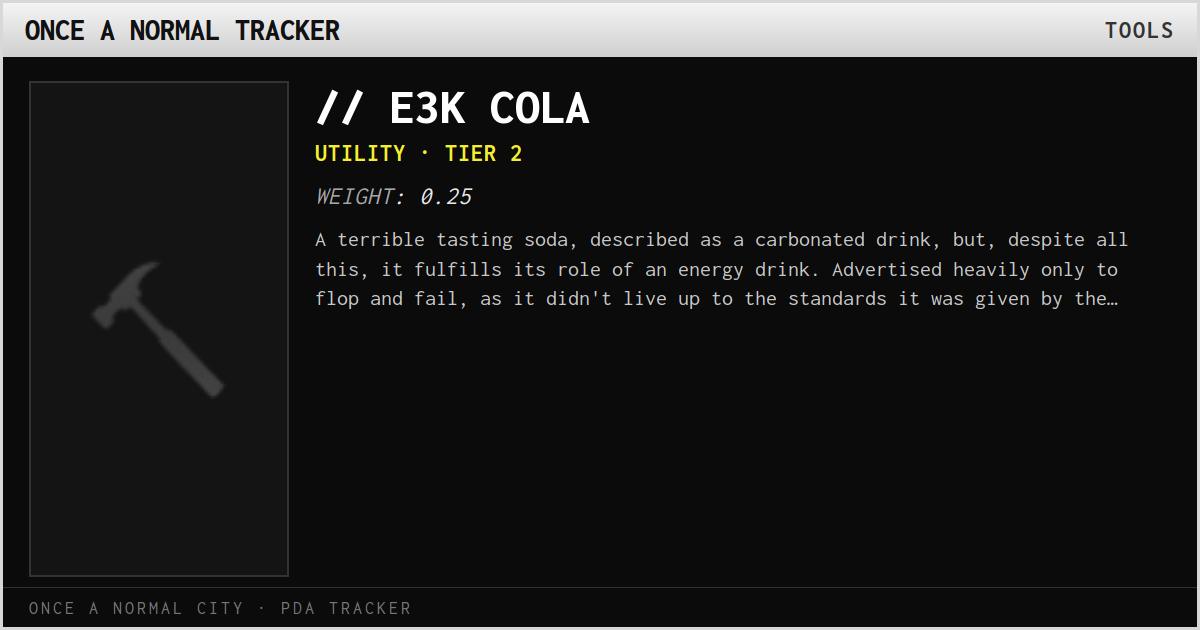 ONCE A NORMAL TRACKER
TOOLS
// E3K COLA
UTILITY · TIER 2
WEIGHT: 0.25
A terrible tasting soda, described as a carbonated drink, but, despite all
this, it fulfills its role of an energy drink. Advertised heavily only to
flop and fail, as it didn't live up to the standards it was given by the…
ONCE A NORMAL CITY · PDA TRACKER